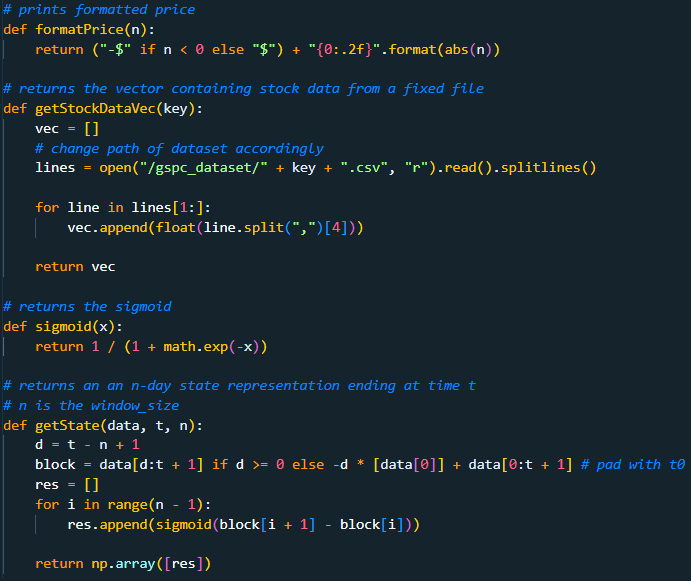 # prints formatted price
def formatPrice(n):
    return ("-$" if n < 0 else "$") + "{0:.2f}".format(abs(n))

# returns the vector containing stock data from a fixed file
def getStockDataVec(key):
    vec = []
    # change path of dataset accordingly
    lines = open("/gspc_dataset/" + key + ".csv", "r").read().splitlines()

    for line in lines[1:]:
        vec.append(float(line.split(",")[4]))

    return vec

# returns the sigmoid
def sigmoid(x):
    return 1 / (1 + math.exp(-x))

# returns an an n-day state representation ending at time t
# n is the window_size
def getState(data, t, n):
    d = t - n + 1
    block = data[d:t + 1] if d >= 0 else -d * [data[0]] + data[0:t + 1] # pad with t0
    res = []
    for i in range(n - 1):
        res.append(sigmoid(block[i + 1] - block[i]))

    return np.array([res])